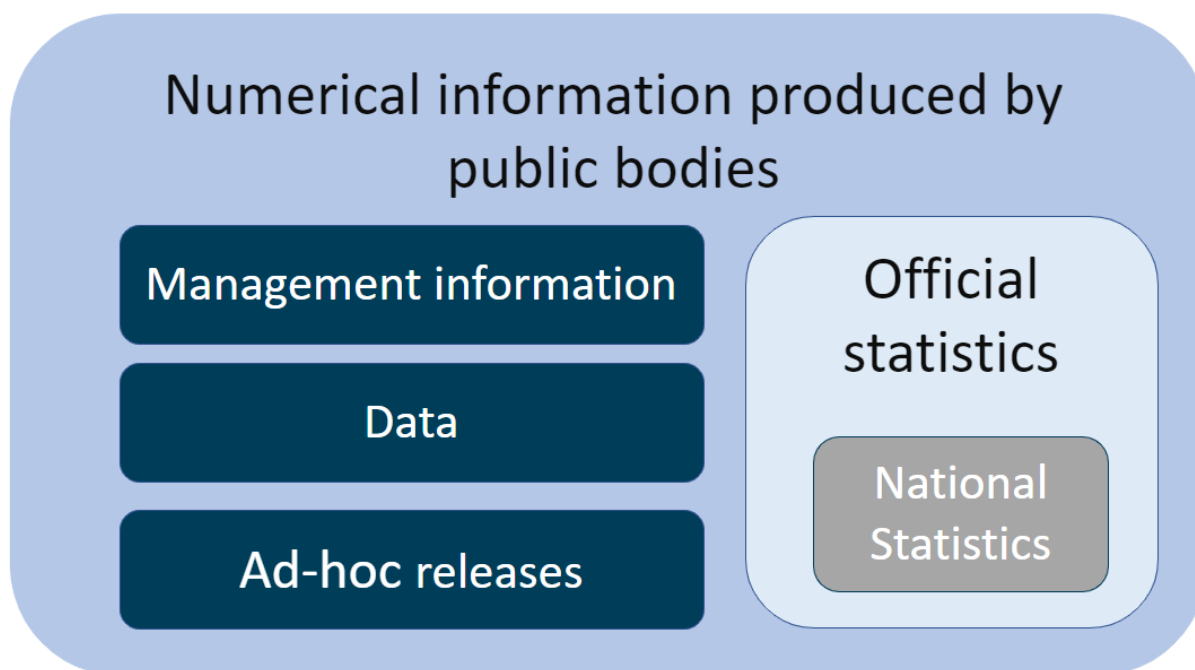 Numerical information produced by
public bodies
Management information
Data
Ad-hoc releases
Official
statistics
National
Statistics